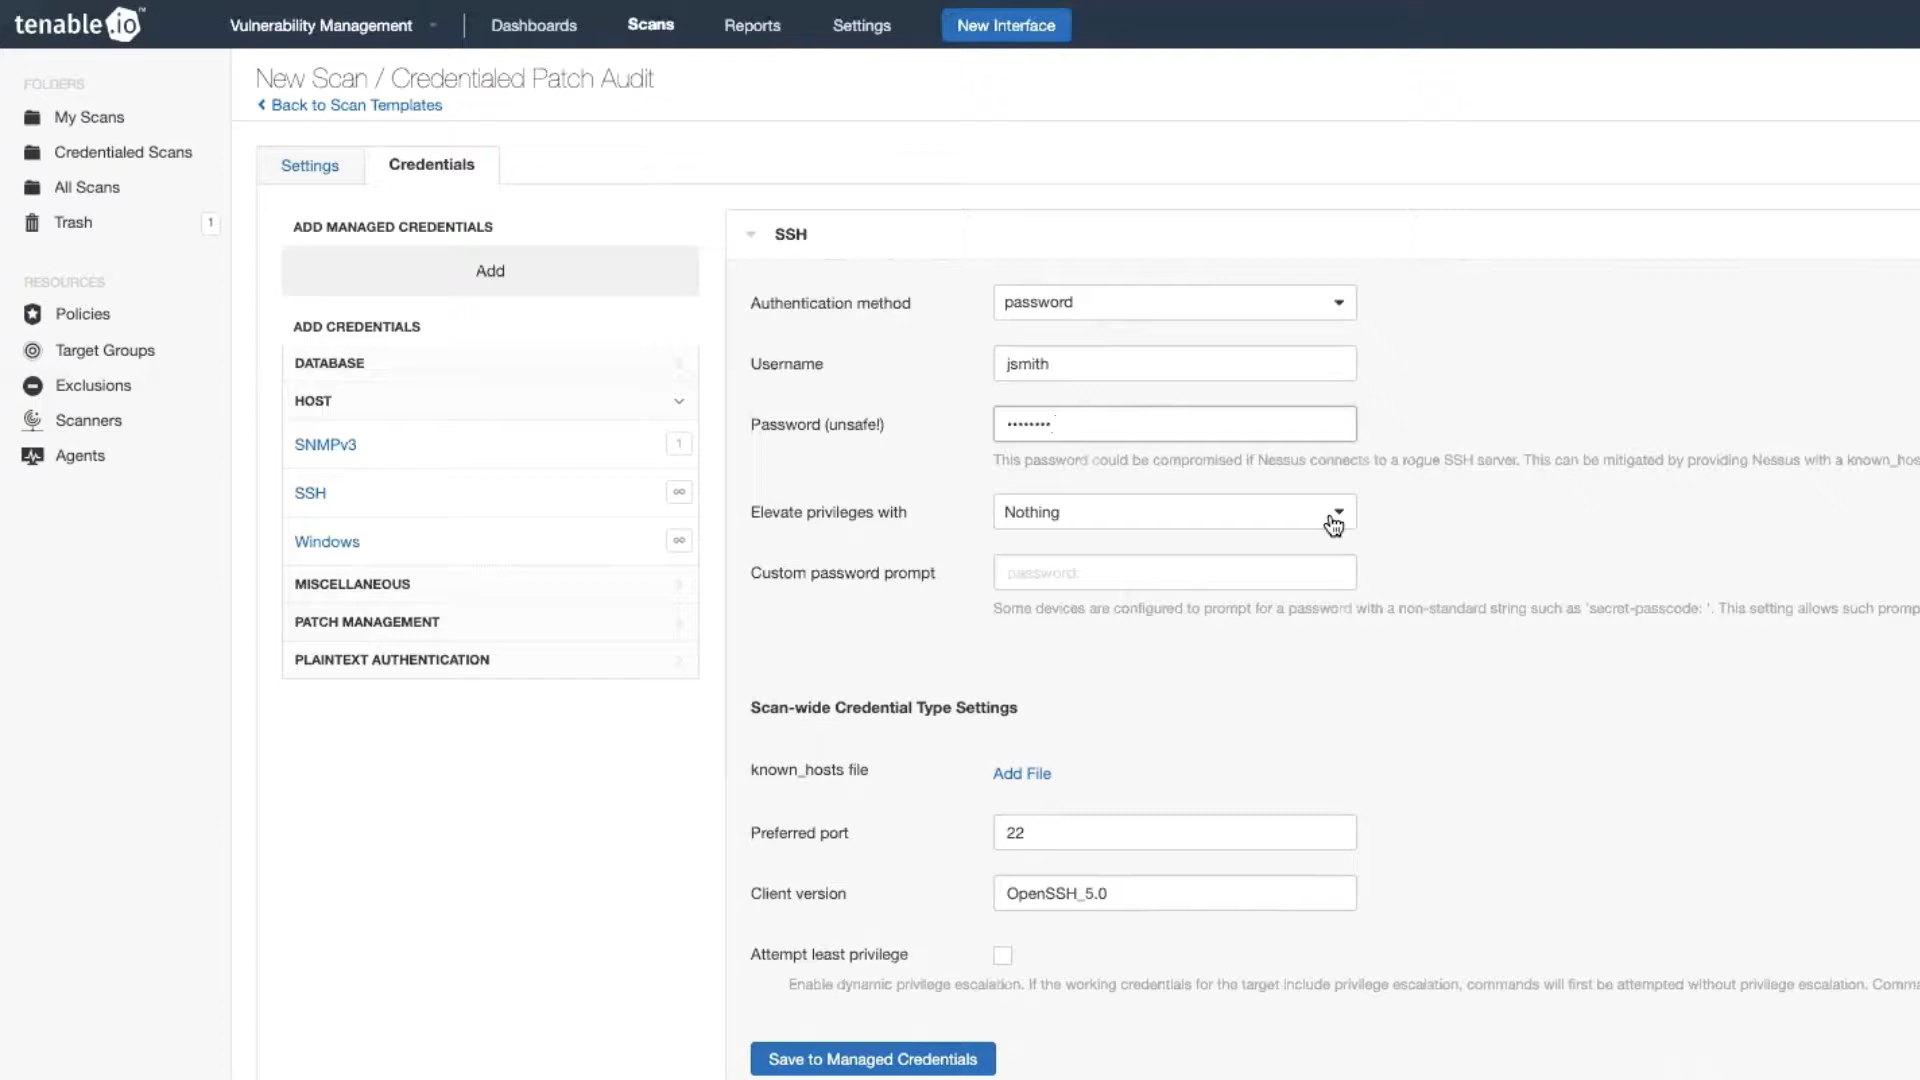 tenable.io™
Vulnerability Management
Dashboards
Scans
Reports
Settings
New Interface
FOLDERS
My Scans
Credentialed Scans
All Scans
Trash
1
RESOURCES
Policies
Target Groups
Exclusions
Scanners
Agents
New Scan / Credentialed Patch Audit
Back to Scan Templates
Settings
Credentials
ADD MANAGED CREDENTIALS
Add
ADD CREDENTIALS
DATABASE
HOST
SNMPv3
1
SSH
∞
Windows
∞
MISCELLANEOUS
PATCH MANAGEMENT
PLAINTEXT AUTHENTICATION
SSH
Authentication method
password
Username
jsmith
Password (unsafe!)
••••••••
This password could be compromised if Nessus connects to a rogue SSH server. This can be mitigated by providing Nessus with a known_hos
Elevate privileges with
Nothing
Custom password prompt
password:
Some devices are configured to prompt for a password with a non-standard string such as 'secret-passcode: '. This setting allows such promp
Scan-wide Credential Type Settings
known_hosts file
Add File
Preferred port
22
Client version
OpenSSH_5.0
Attempt least privilege
Enable dynamic privilege escalation. If the working credentials for the target include privilege escalation, commands will first be attempted without privilege escalation. Comma
Save to Managed Credentials